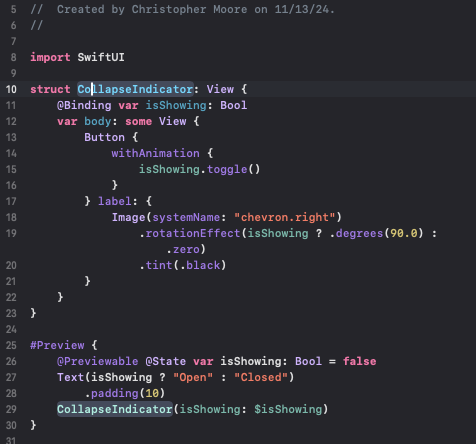 5 //  Created by Christopher Moore on 11/13/24.
6 //
7
8 import SwiftUI
9
10 struct CollapseIndicator: View {
11     @Binding var isShowing: Bool
12     var body: some View {
13         Button {
14             withAnimation {
15                 isShowing.toggle()
16             }
17         } label: {
18             Image(systemName: "chevron.right")
19                 .rotationEffect(isShowing ? .degrees(90.0) :
                    .zero)
20                 .tint(.black)
21         }
22     }
23 }
24
25 #Preview {
26     @Previewable @State var isShowing: Bool = false
27     Text(isShowing ? "Open" : "Closed")
28         .padding(10)
29     CollapseIndicator(isShowing: $isShowing)
30 }
31